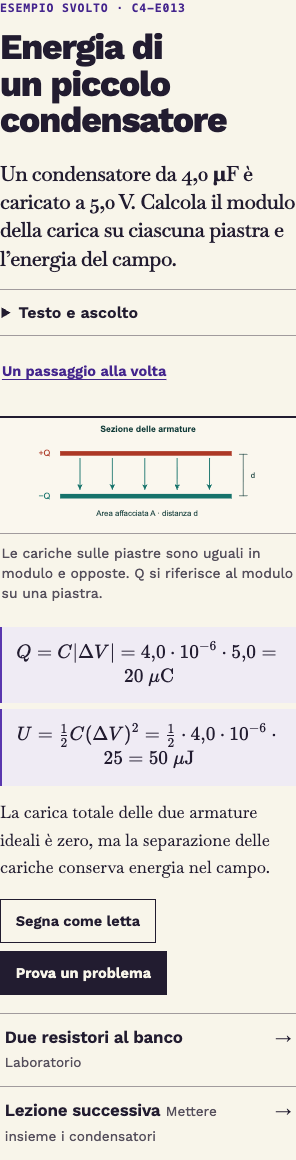 ESEMPIO SVOLTO · C4–E013
Energia di
un piccolo
condensatore
Un condensatore da 4,0 μF è
caricato a 5,0 V. Calcola il modulo
della carica su ciascuna piastra e
l’energia del campo.
▶ Testo e ascolto
Un passaggio alla volta
Sezione delle armature
+Q
d
−Q
Area affacciata A · distanza d
Le cariche sulle piastre sono uguali in
modulo e opposte. Q si riferisce al modulo
su una piastra.
Q = C|ΔV| = 4,0 · 10⁻⁶ · 5,0 =
20 μC
U = ½C(ΔV)² = ½ · 4,0 · 10⁻⁶ ·
25 = 50 μJ
La carica totale delle due armature
ideali è zero, ma la separazione delle
cariche conserva energia nel campo.
Segna come letta
Prova un problema
Due resistori al banco →
Laboratorio
Lezione successiva Mettere →
insieme i condensatori